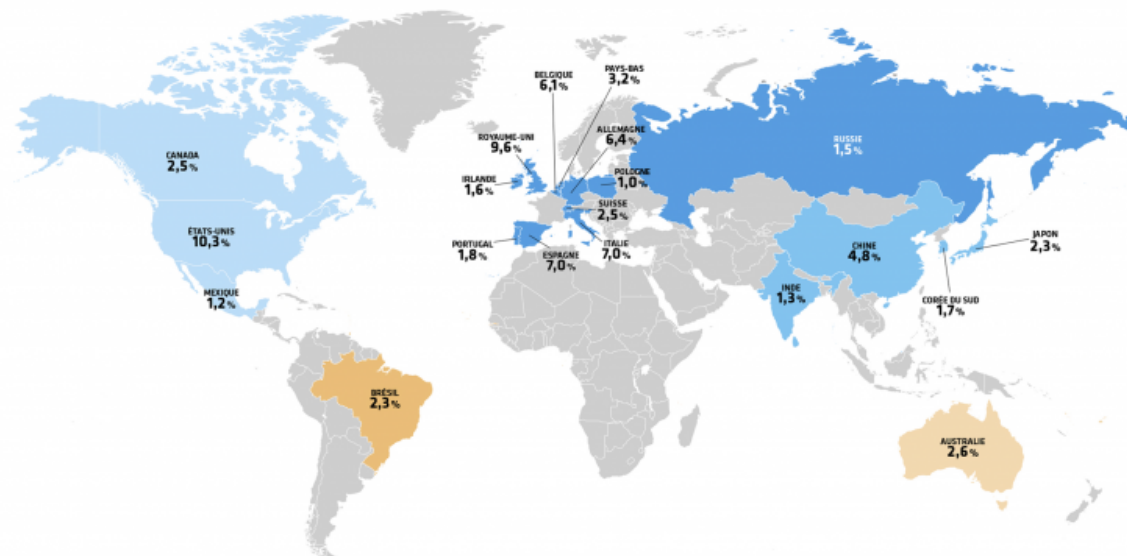 CANADA
2,5%
ÉTATS-UNIS
10,3%
MEXIQUE
1,2%
BRÉSIL
2,3%
BELGIQUE
6,1%
PAYS-BAS
3,2%
ROYAUME-UNI
9,6%
ALLEMAGNE
6,4%
IRLANDE
1,6%
POLOGNE
1,0%
SUISSE
2,5%
PORTUGAL
1,8%
ESPAGNE
7,0%
ITALIE
7,0%
RUSSIE
1,5%
CHINE
4,8%
INDE
1,3%
JAPON
2,3%
CORÉE DU SUD
1,7%
AUSTRALIE
2,6%